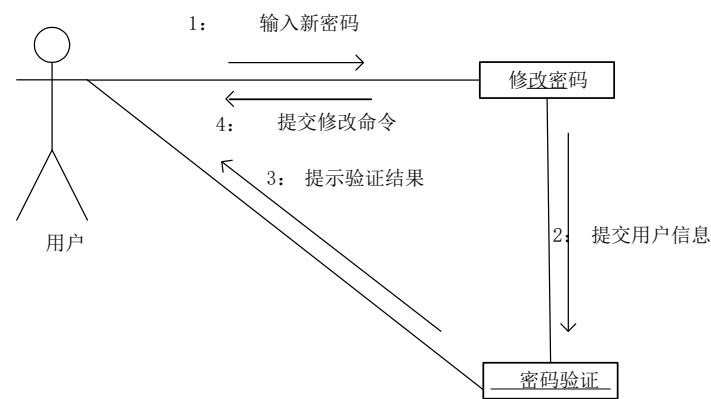 1： 输入新密码
修改密码
4： 提交修改命令
3： 提示验证结果
用户
2： 提交用户信息
密码验证